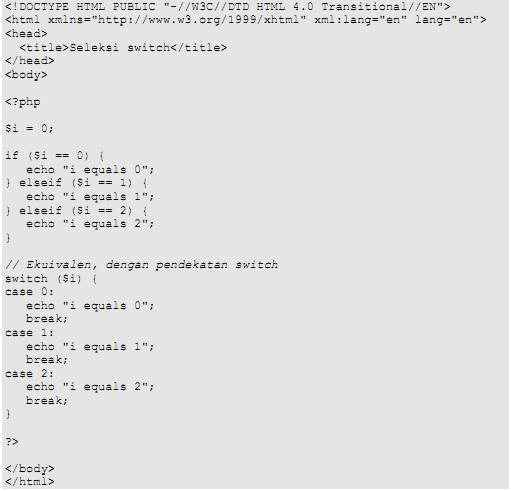 <!DOCTYPE HTML PUBLIC "-//W3C//DTD HTML 4.0 Transitional//EN">
<html xmlns="http://www.w3.org/1999/xhtml" xml:lang="en" lang="en">
<head>
  <title>Seleksi switch</title>
</head>
<body>

<?php

$i = 0;

if ($i == 0) {
   echo "i equals 0";
} elseif ($i == 1) {
   echo "i equals 1";
} elseif ($i == 2) {
   echo "i equals 2";
}

// Ekuivalen, dengan pendekatan switch
switch ($i) {
case 0:
   echo "i equals 0";
   break;
case 1:
   echo "i equals 1";
   break;
case 2:
   echo "i equals 2";
   break;
}

?>

</body>
</html>